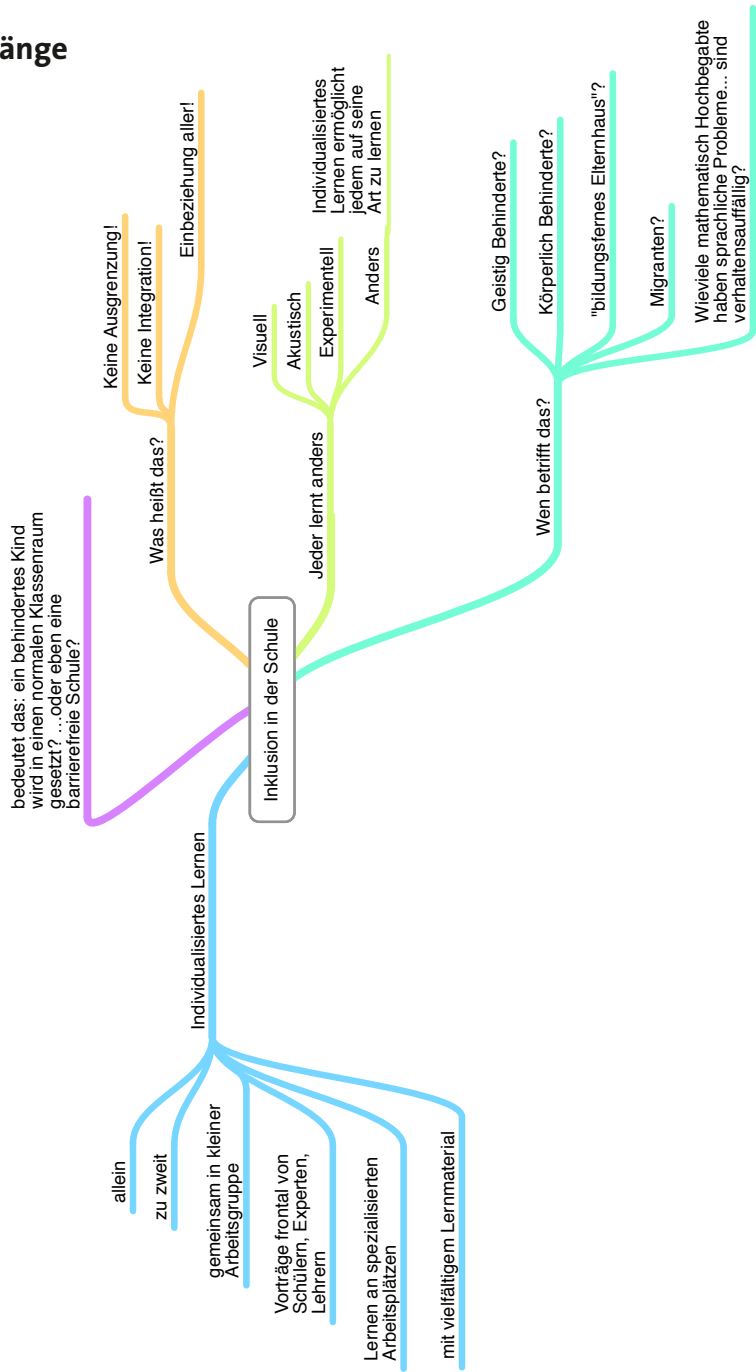 änge
bedeutet das: ein behindertes Kind
wird in einen normalen Klassenraum
gesetzt? ...oder eben eine
barrierefreie Schule?
Was heißt das?
Keine Ausgrenzung!
Keine Integration!
Einbeziehung aller!
Inklusion in der Schule
Jeder lernt anders
Visuell
Akustisch
Experimentell
Anders
Individualisiertes
Lernen ermöglicht
jedem auf seine
Art zu lernen
Wen betrifft das?
Geistig Behinderte?
Körperlich Behinderte?
"bildungsfernes Elternhaus"?
Migranten?
Wieviele mathematisch Hochbegabte
haben sprachliche Probleme... sind
verhaltensauffällig?
Individualisiertes Lernen
allein
zu zweit
gemeinsam in kleiner
Arbeitsgruppe
Vorträge frontal von
Schülern, Experten,
Lehrern
Lernen an spezialisierten
Arbeitsplätzen
mit vielfältigem Lernmaterial